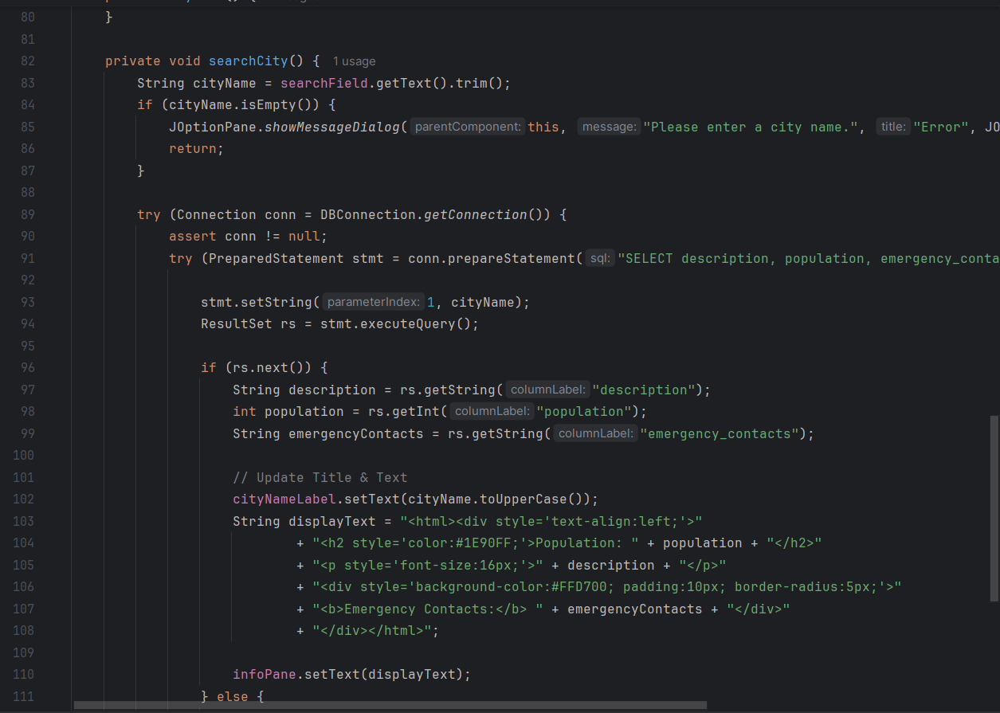 80 }
81
82 private void searchCity() { 1 usage
83 String cityName = searchField.getText().trim();
84 if (cityName.isEmpty()) {
85 JOptionPane.showMessageDialog( parentComponent: this, message: "Please enter a city name.", title: "Error", JO
86 return;
87 }
88
89 try (Connection conn = DBConnection.getConnection()) {
90 assert conn != null;
91 try (PreparedStatement stmt = conn.prepareStatement( sql: "SELECT description, population, emergency_conta
92
93 stmt.setString( parameterIndex: 1, cityName);
94 ResultSet rs = stmt.executeQuery();
95
96 if (rs.next()) {
97 String description = rs.getString( columnLabel: "description");
98 int population = rs.getInt( columnLabel: "population");
99 String emergencyContacts = rs.getString( columnLabel: "emergency_contacts");
100
101 // Update Title & Text
102 cityNameLabel.setText(cityName.toUpperCase());
103 String displayText = "<html><div style='text-align:left;'>"
104 + "<h2 style='color:#1E90FF;'>Population: " + population + "</h2>"
105 + "<p style='font-size:16px;'>" + description + "</p>"
106 + "<div style='background-color:#FFD700; padding:10px; border-radius:5px;'>"
107 + "<b>Emergency Contacts:</b> " + emergencyContacts + "</div>"
108 + "</div></html>";
109
110 infoPane.setText(displayText);
111 } else {